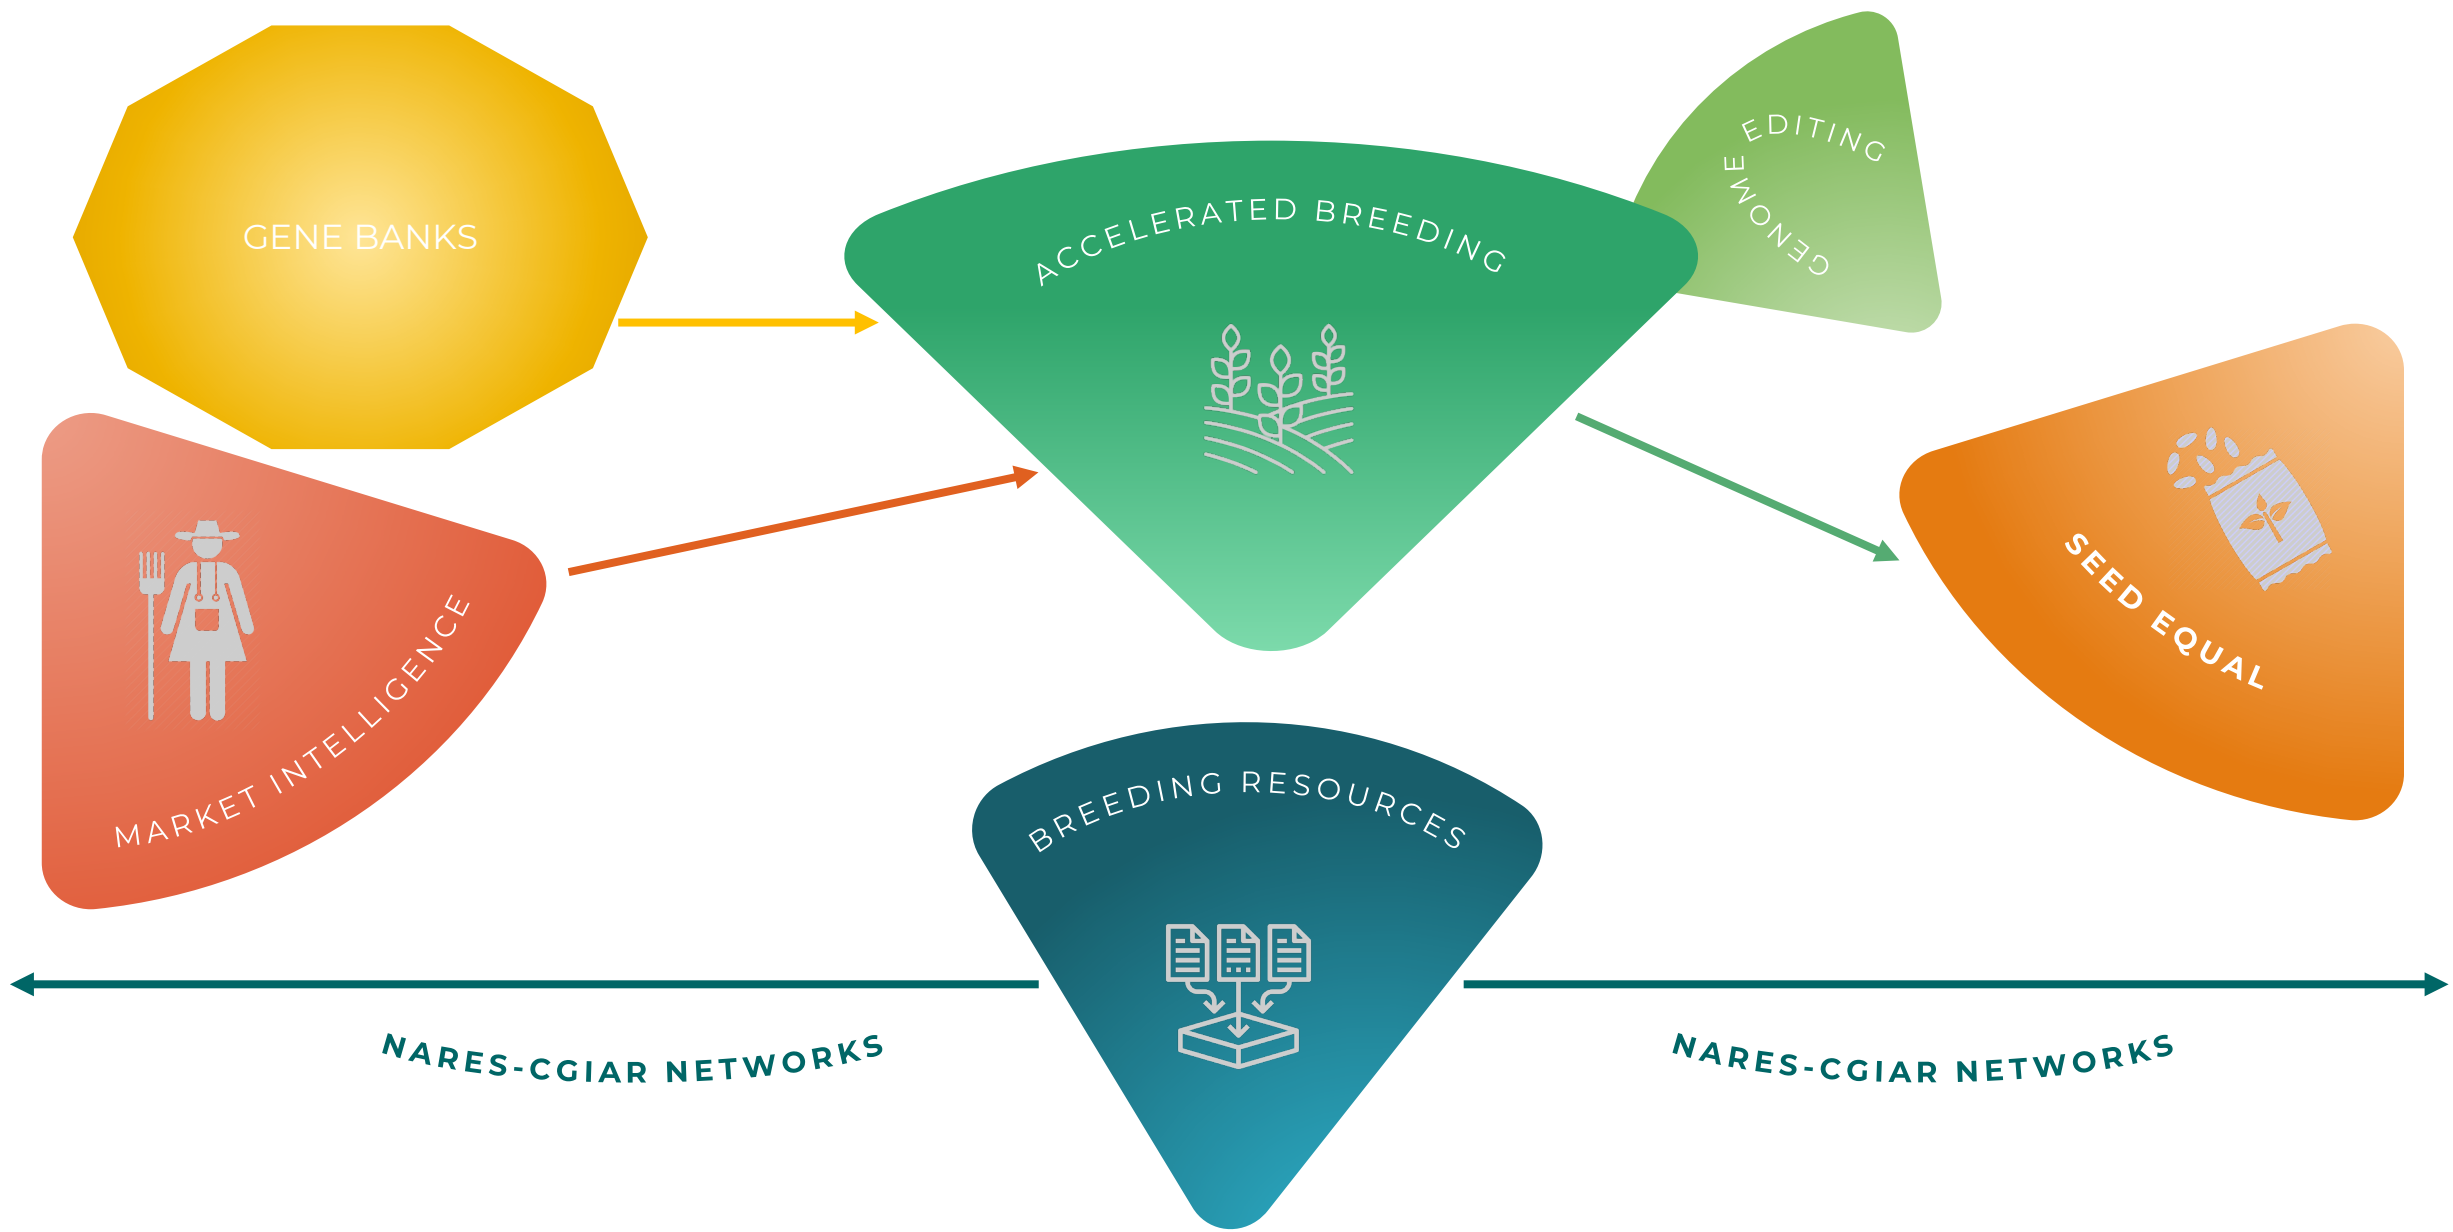 GENE BANKS
ACCELERATED BREEDING
GENOME EDITING
MARKET INTELLIGENCE
SEED EQUAL
BREEDING RESOURCES
NARES-CGIAR NETWORKS
NARES-CGIAR NETWORKS